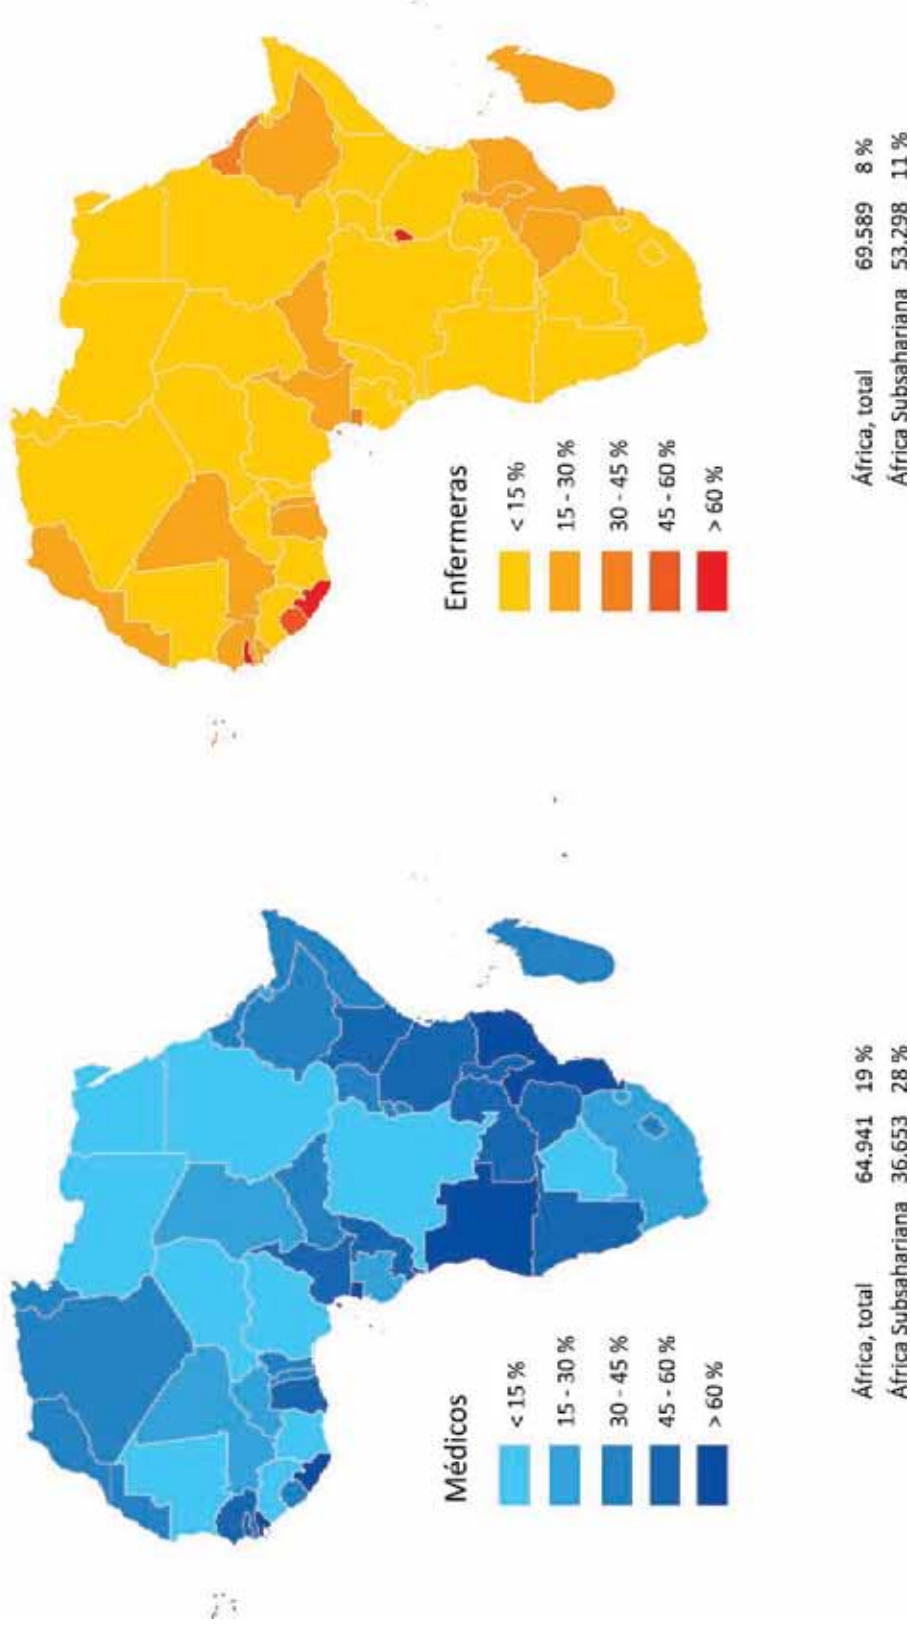 Médicos
< 15 %
15 - 30 %
30 - 45 %
45 - 60 %
> 60 %
África, total 64.941 19 %
África Subsahariana 36.653 28 %
Enfermeras
< 15 %
15 - 30 %
30 - 45 %
45 - 60 %
> 60 %
África, total 69.589 8 %
África Subsahariana 53.298 11 %